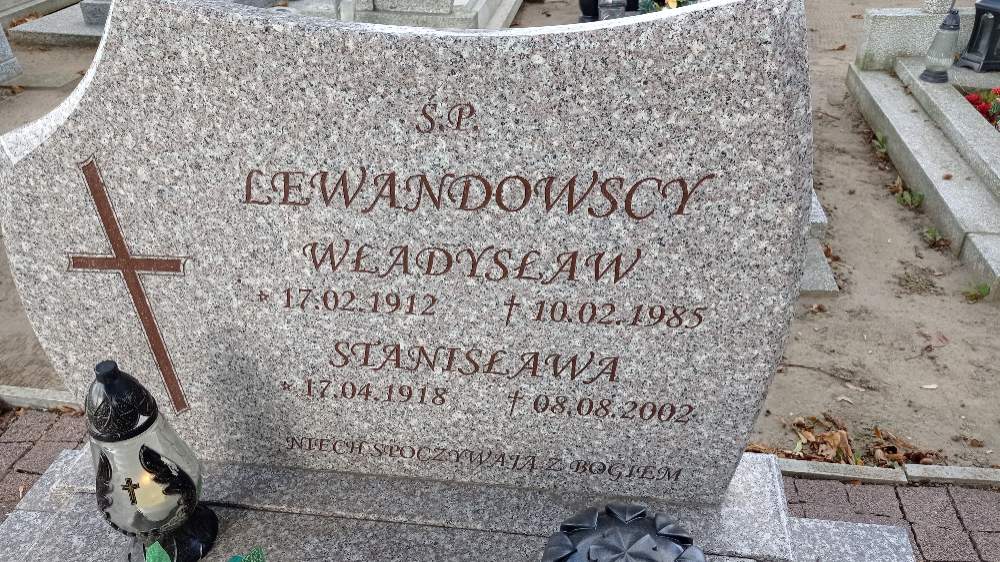 Ś.P.
LEWANDOWSCY
WŁADYSŁAW
* 17.02.1912 † 10.02.1985
STANISŁAWA
* 17.04.1918 † 08.08.2002
NIECH SPOCZYWAJĄ Z BOGIEM